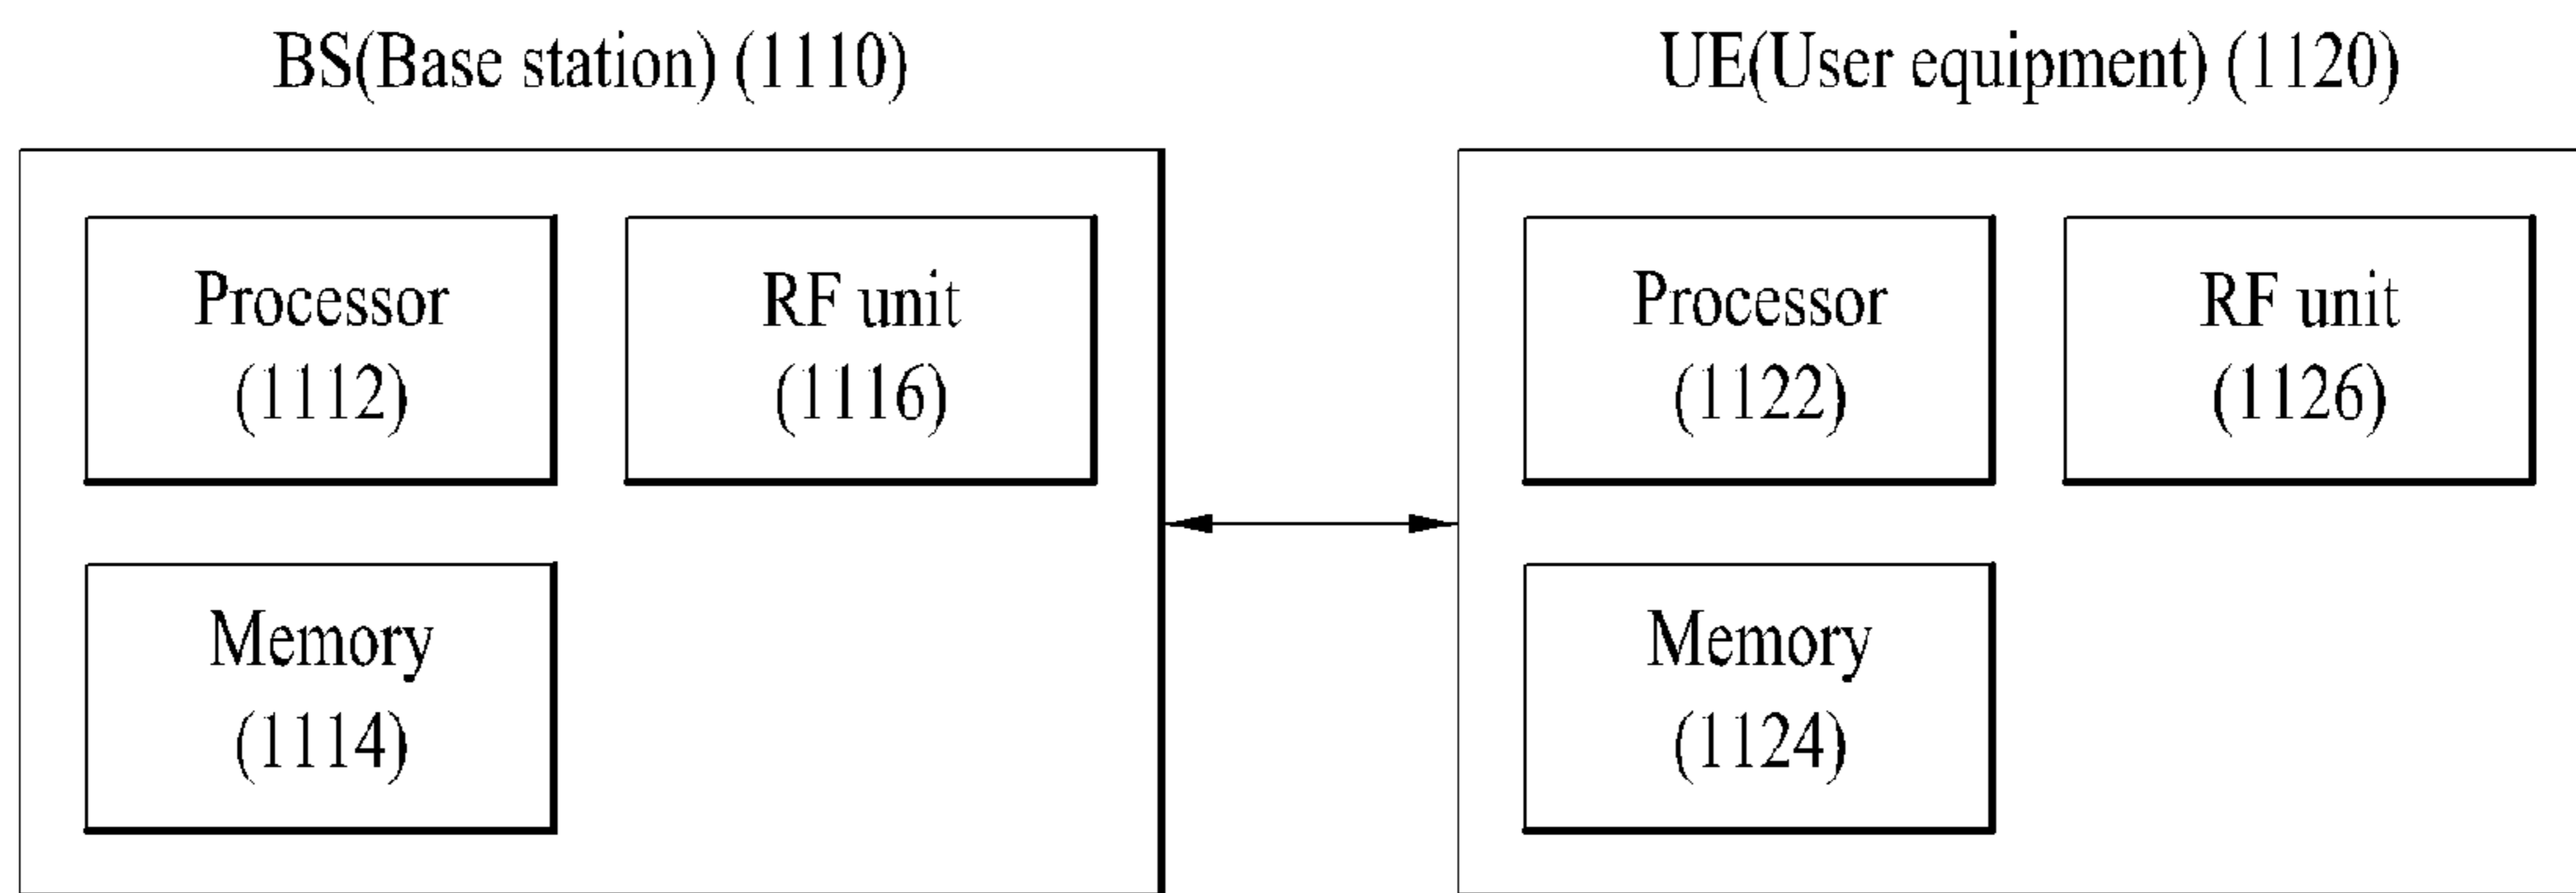 BS(Base station) (1110)
Processor
(1112)
RF unit
(1116)
Memory
(1114)
UE(User equipment) (1120)
Processor
(1122)
RF unit
(1126)
Memory
(1124)